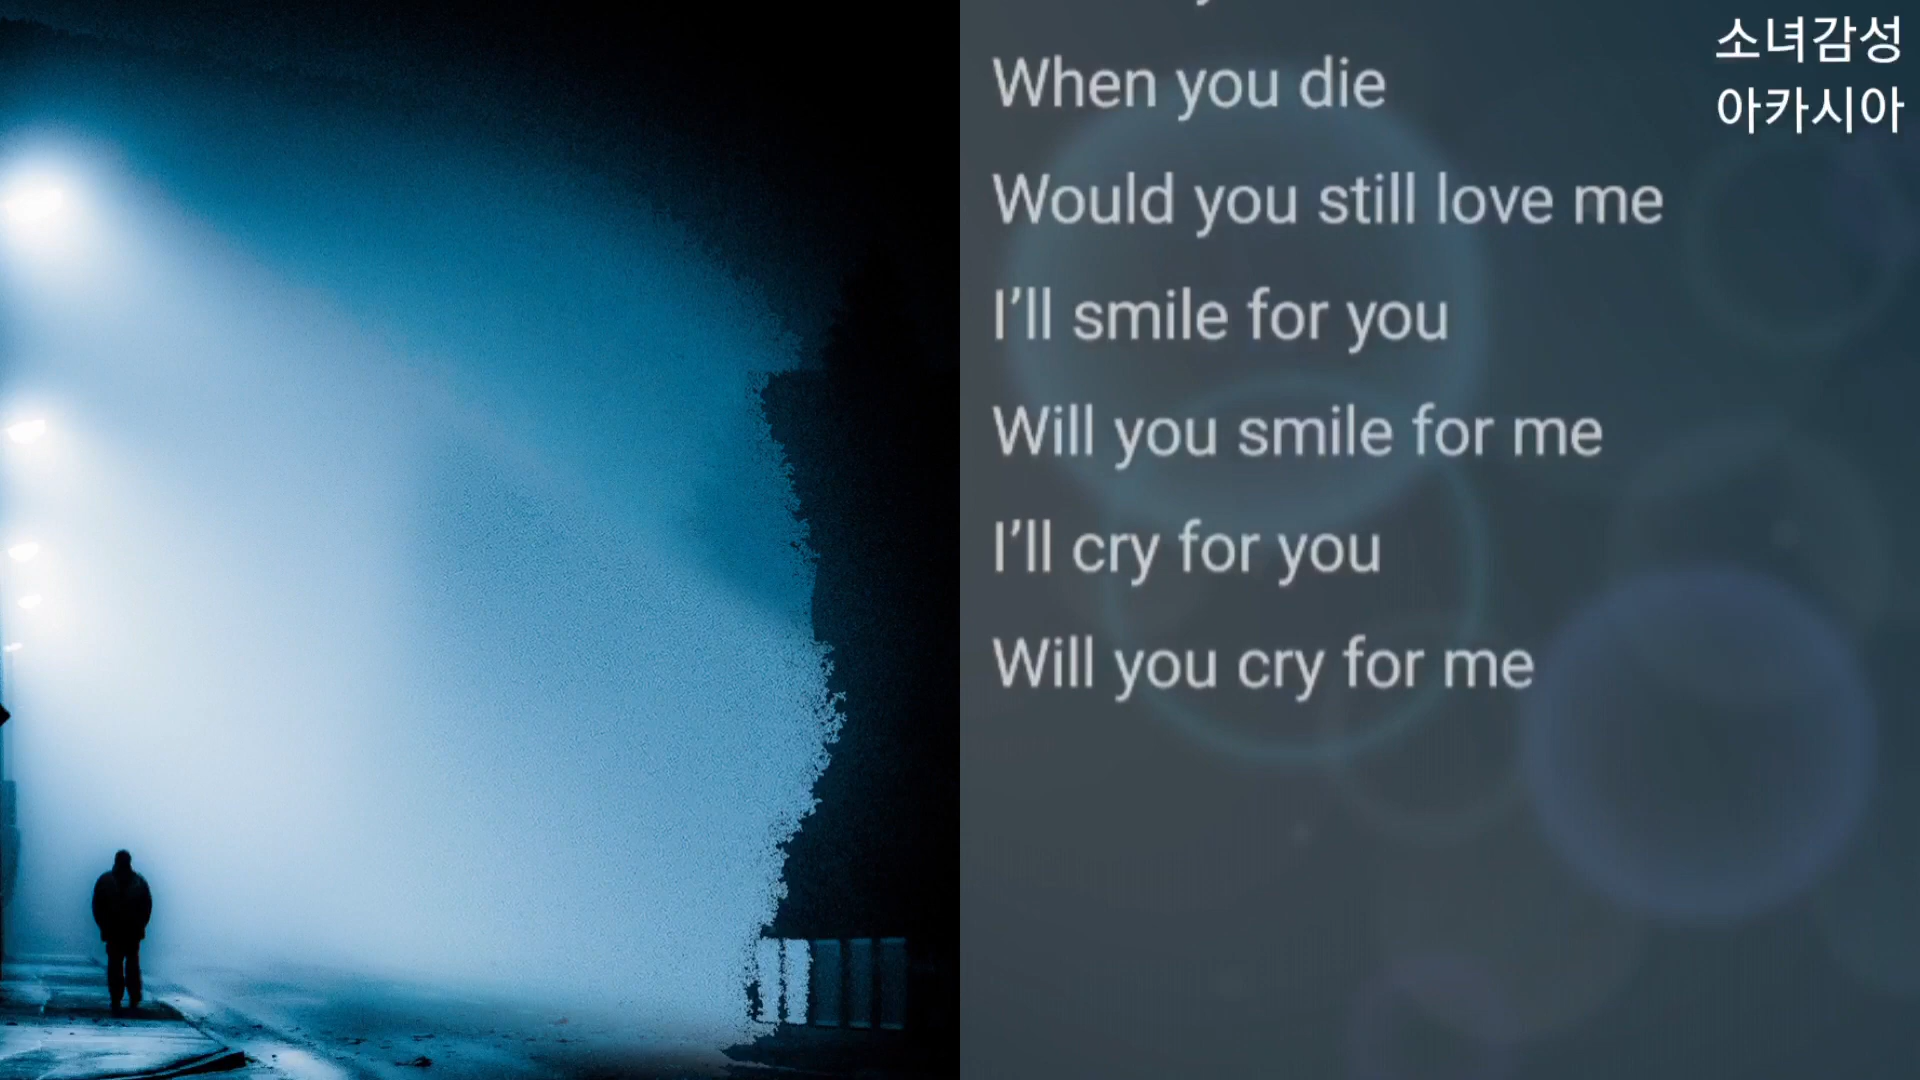 When you die
Would you still love me
I’ll smile for you
Will you smile for me
I’ll cry for you
Will you cry for me
소녀감성
아카시아